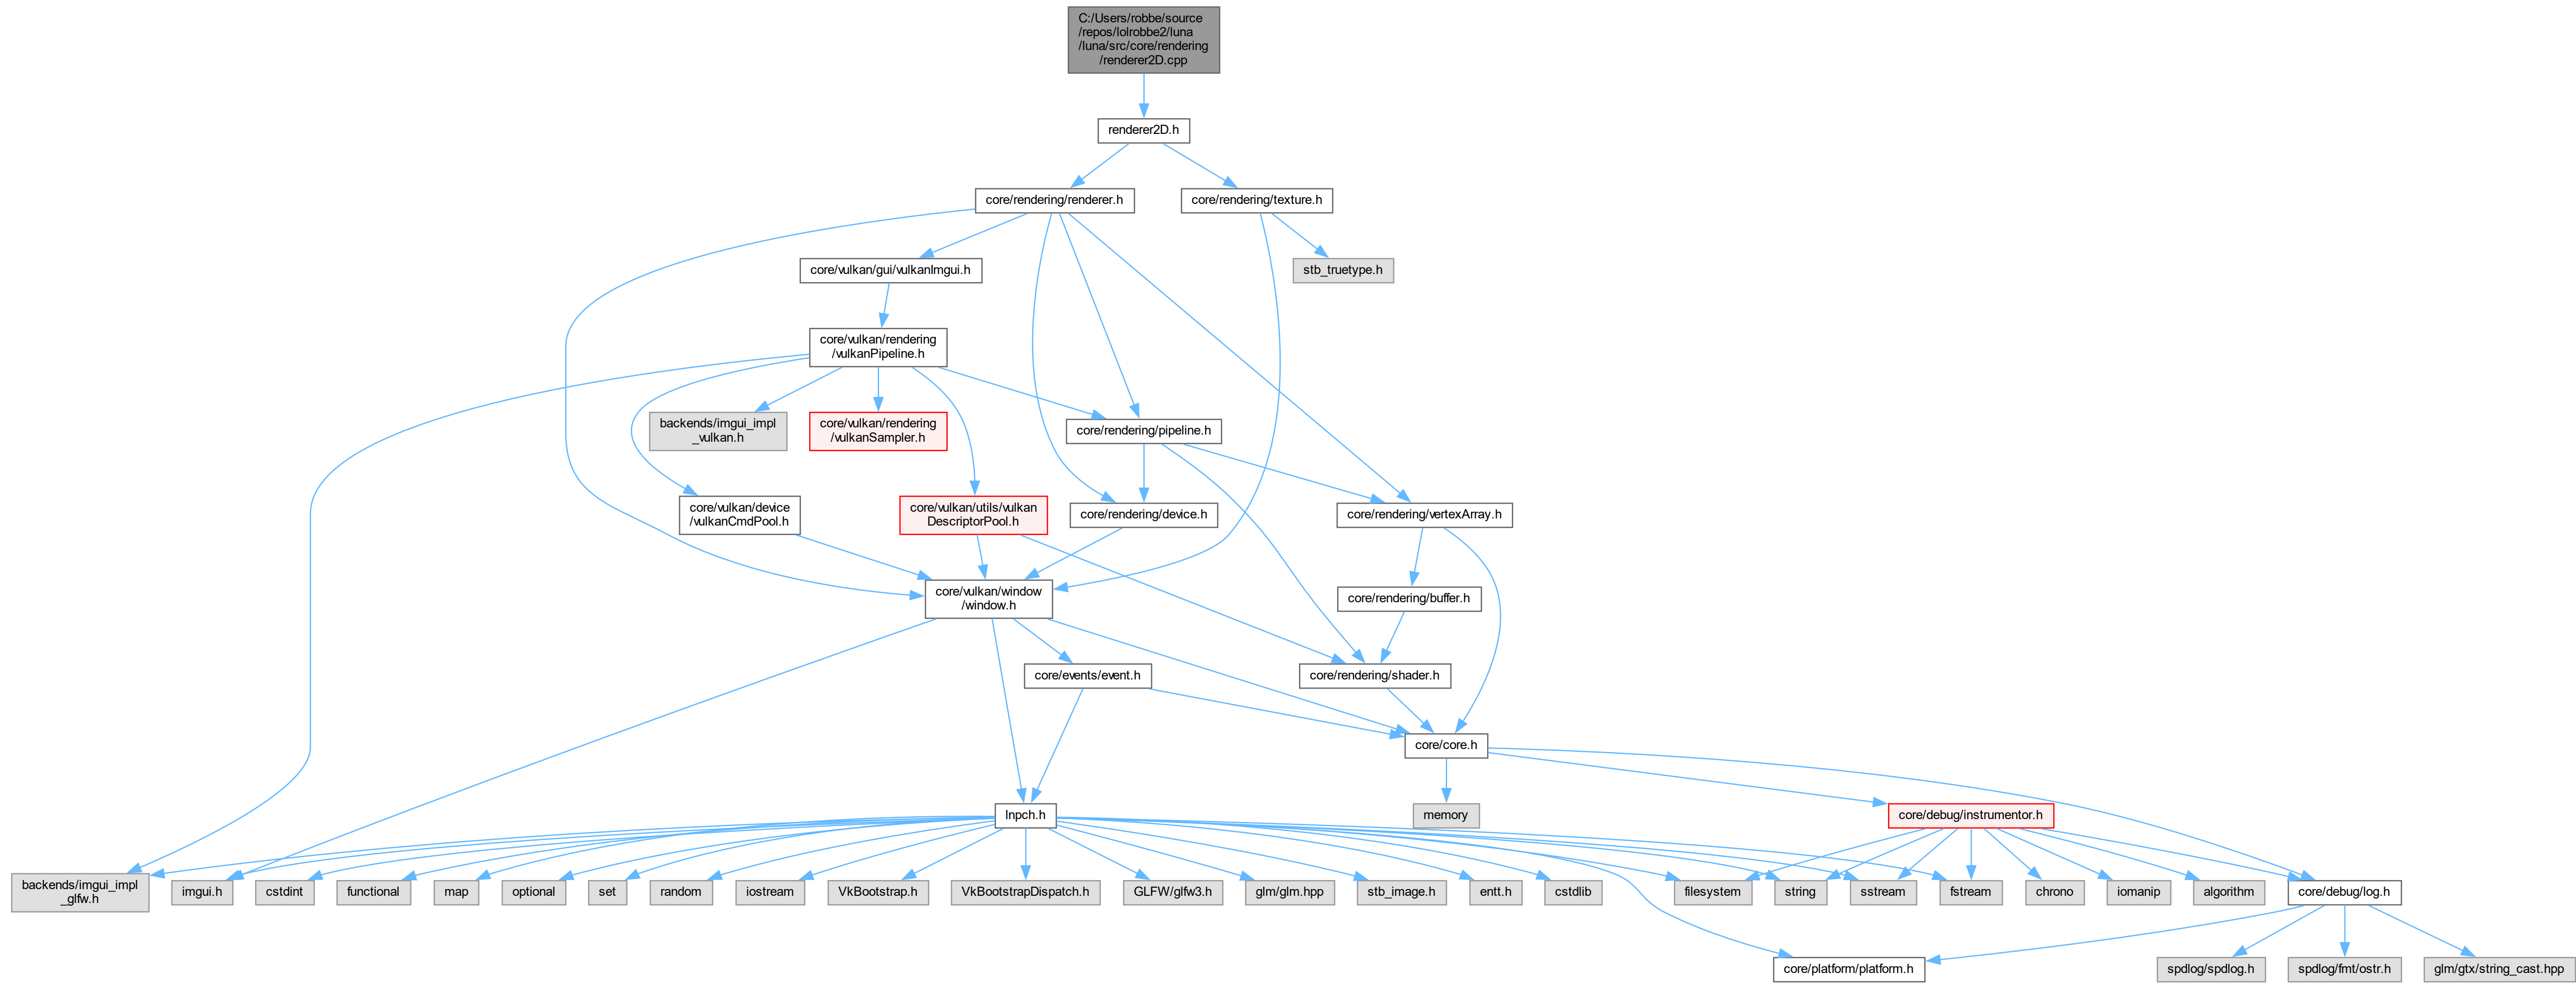 C:/Users/robbe/source
/repos/lolrobbe2/luna
/luna/src/core/rendering
/renderer2D.cpp
renderer2D.h
core/rendering/renderer.h
core/rendering/texture.h
core/vulkan/gui/vulkanImgui.h
stb_truetype.h
core/vulkan/rendering
/vulkanPipeline.h
backends/imgui_impl
_vulkan.h
core/vulkan/rendering
/vulkanSampler.h
core/rendering/pipeline.h
core/vulkan/device
/vulkanCmdPool.h
core/vulkan/utils/vulkan
DescriptorPool.h
core/rendering/device.h
core/rendering/vertexArray.h
core/vulkan/window
/window.h
core/rendering/buffer.h
core/events/event.h
core/rendering/shader.h
core/core.h
lnpch.h
memory
core/debug/instrumentor.h
backends/imgui_impl
_glfw.h
imgui.h
cstdint
functional
map
optional
set
random
iostream
VkBootstrap.h
VkBootstrapDispatch.h
GLFW/glfw3.h
glm/glm.hpp
stb_image.h
entt.h
cstdlib
filesystem
string
sstream
fstream
chrono
iomanip
algorithm
core/debug/log.h
core/platform/platform.h
spdlog/spdlog.h
spdlog/fmt/ostr.h
glm/gtx/string_cast.hpp